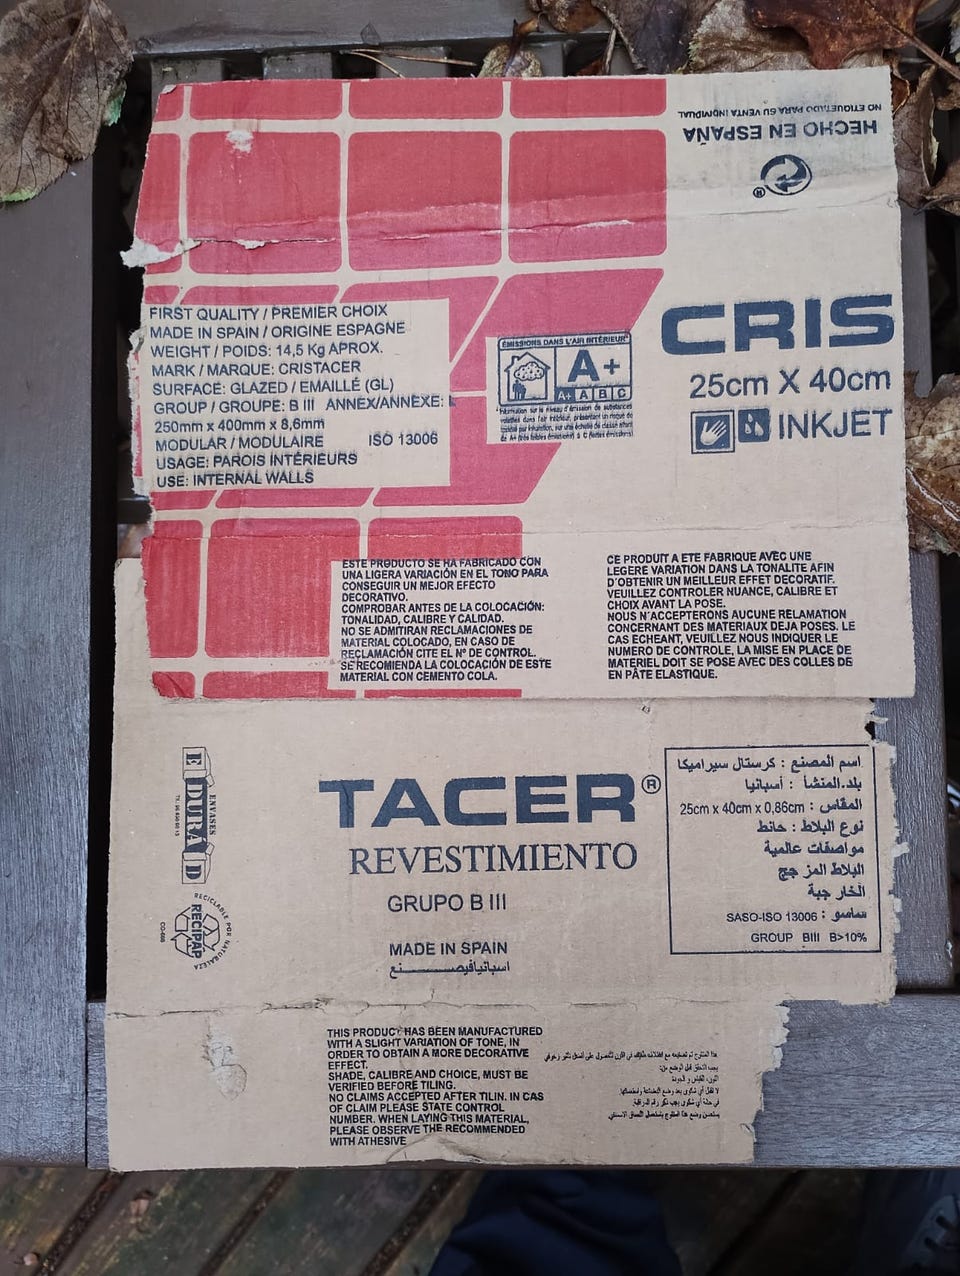 NO ETIQUETADO PARA SU VENTA INDIVIDUAL
HECHO EN ESPAÑA
CRIS
25cm X 40cm
INKJET
FIRST QUALITY / PREMIER CHOIX
MADE IN SPAIN / ORIGINE ESPAGNE
WEIGHT / POIDS: 14,5 Kg APROX.
MARK / MARQUE: CRISTACER
SURFACE: GLAZED / EMAILLÉ (GL)
GROUP / GROUPE: B III ANNEX/ANNEXE: L
250mm x 400mm x 8,6mm
MODULAR / MODULAIRE ISO 13006
USAGE: PAROIS INTÉRIEURS
USE: INTERNAL WALLS
ÉMISSIONS DANS L'AIR INTÉRIEUR
A+
A+ A B C
ESTE PRODUCTO SE HA FABRICADO CON
UNA LIGERA VARIACIÓN EN EL TONO PARA
CONSEGUIR UN MEJOR EFECTO
DECORATIVO.
COMPROBAR ANTES DE LA COLOCACIÓN:
TONALIDAD, CALIBRE Y CALIDAD.
NO SE ADMITIRAN RECLAMACIONES DE
MATERIAL COLOCADO, EN CASO DE
RECLAMACIÓN CITE EL Nº DE CONTROL.
SE RECOMIENDA LA COLOCACIÓN DE ESTE
MATERIAL CON CEMENTO COLA.
CE PRODUIT A ETE FABRIQUE AVEC UNE
LEGERE VARIATION DANS LA TONALITE AFIN
D'OBTENIR UN MEILLEUR EFFET DECORATIF.
VEUILLEZ CONTROLER NUANCE, CALIBRE ET
CHOIX AVANT LA POSE.
NOUS N'ACCEPTERONS AUCUNE RELAMATION
CONCERNANT DES MATERIAUX DEJA POSES. LE
CAS ECHEANT, VEUILLEZ NOUS INDIQUER LE
NUMERO DE CONTROLE, LA MISE EN PLACE DE
MATERIEL DOIT SE POSE AVEC DES COLLES DE
EN PÂTE ELASTIQUE.
ENVASES
DURA
RECICLABLE POR NATURALEZA
RECIPAP
TACER®
REVESTIMIENTO
GRUPO B III
MADE IN SPAIN
اسم المصنع : كرستال سيراميكا
بلد.المنشأ : أسبانيا
المقاس : 25cm x 40cm x 0,86cm
نوع البلاط : حائط
مواصفات عالمية
البلاط المز جج
الخار جية
ساسو : SASO-ISO 13006
GROUP BIII B>10%
THIS PRODUCT HAS BEEN MANUFACTURED
WITH A SLIGHT VARIATION OF TONE, IN
ORDER TO OBTAIN A MORE DECORATIVE
EFFECT.
SHADE, CALIBRE AND CHOICE, MUST BE
VERIFIED BEFORE TILING.
NO CLAIMS ACCEPTED AFTER TILIN. IN CAS
OF CLAIM PLEASE STATE CONTROL
NUMBER. WHEN LAYING THIS MATERIAL,
PLEASE OBSERVE THE RECOMMENDED
WITH ATHESIVE